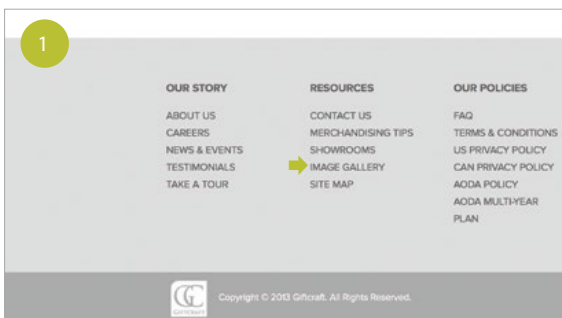 1
OUR STORY
ABOUT US
CAREERS
NEWS & EVENTS
TESTIMONIALS
TAKE A TOUR
RESOURCES
CONTACT US
MERCHANDISING TIPS
SHOWROOMS
IMAGE GALLERY
SITE MAP
OUR POLICIES
FAQ
TERMS & CONDITIONS
US PRIVACY POLICY
CAN PRIVACY POLICY
AODA POLICY
AODA MULTI-YEAR
PLAN
GC
GIFTCRAFT
Copyright © 2013 Giftcraft. All Rights Reserved.